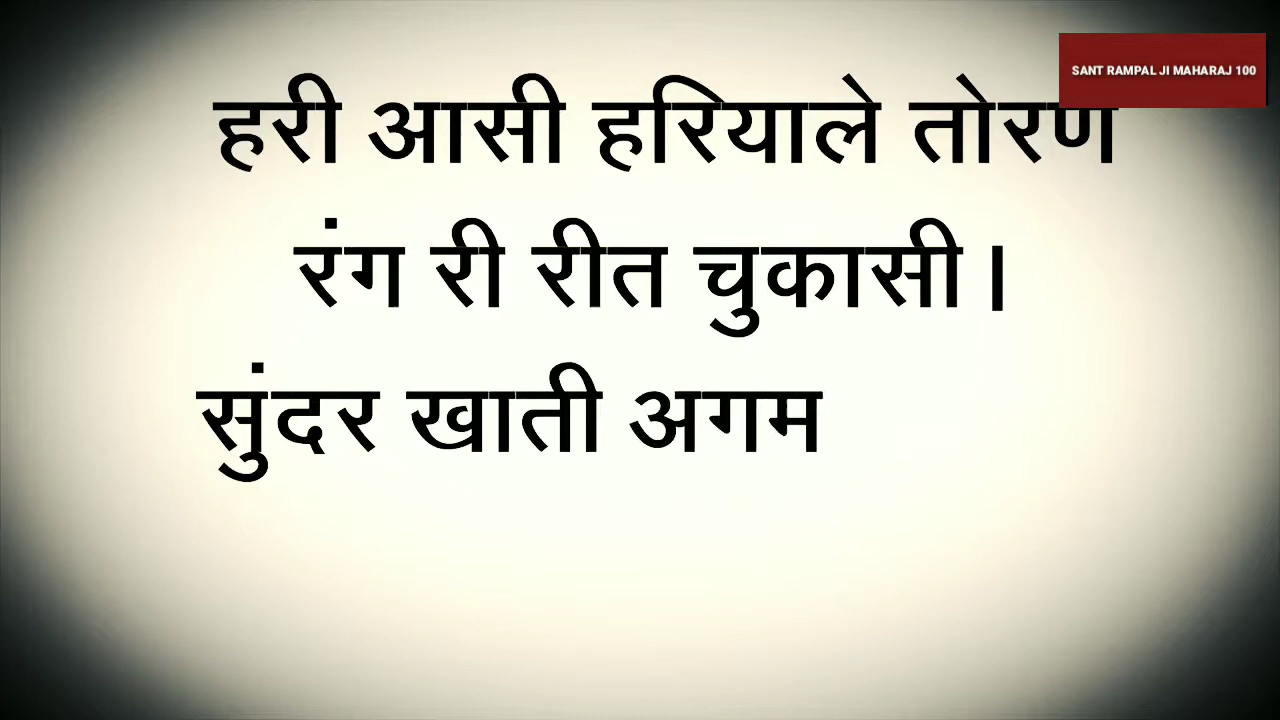 SANT RAMPAL JI MAHARAJ 100
हरी आसी हरियाले तोरण
रंग री रीत चुकासी।
सुंदर खाती अगम